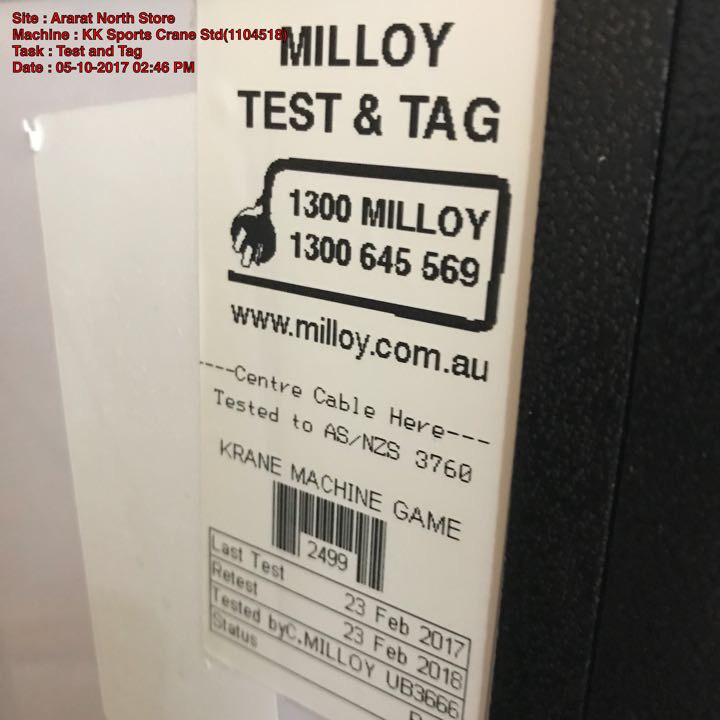 Site : Ararat North Store
Machine : KK Sports Crane Std(1104518)
Task : Test and Tag
Date : 05-10-2017 02:46 PM
MILLOY
TEST & TAG
1300 MILLOY
1300 645 569
www.milloy.com.au
----Centre Cable Here---
Tested to AS/NZS 3760
KRANE MACHINE GAME
2499
Last Test 23 Feb 2017
Retest 23 Feb 2018
Tested by C.MILLOY UB3666
Status